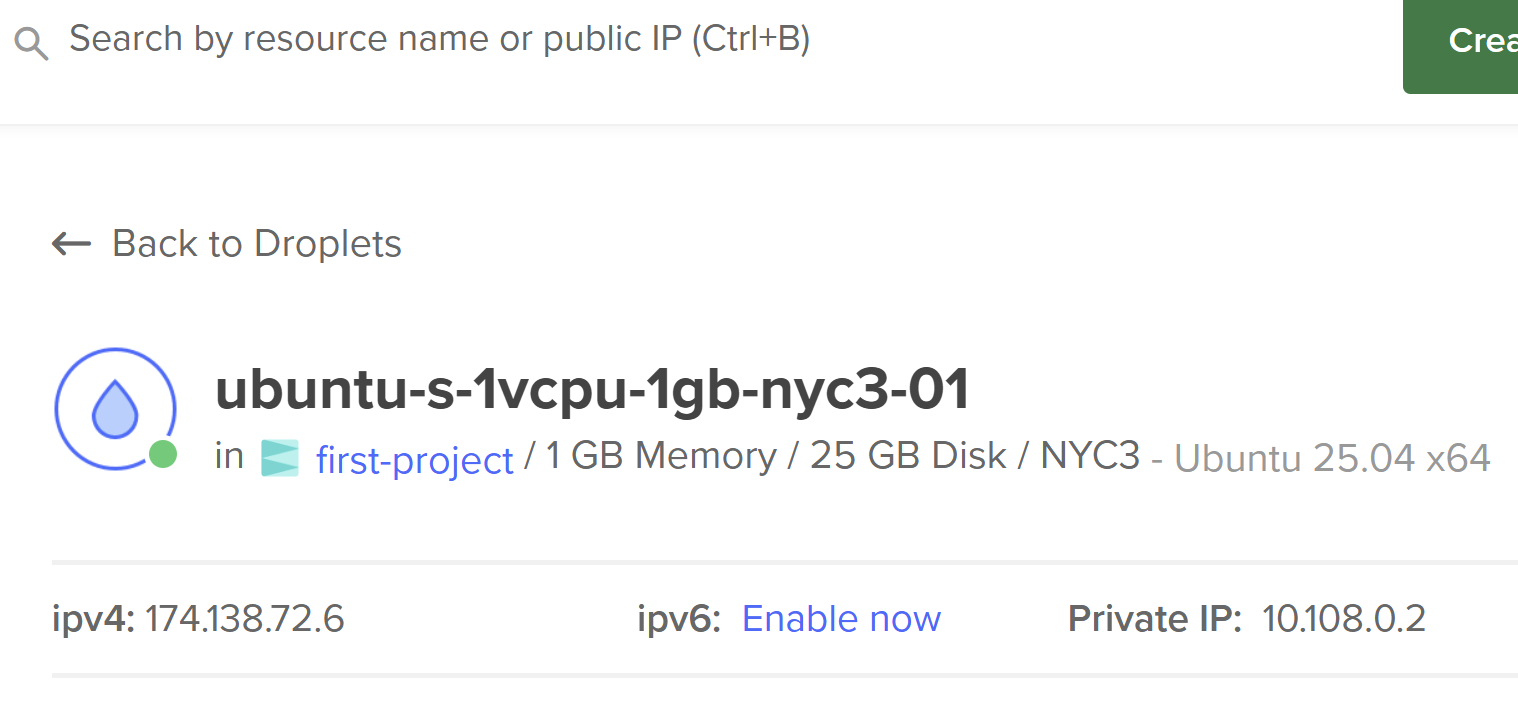 Search by resource name or public IP (Ctrl+B)
Crea
← Back to Droplets
ubuntu-s-1vcpu-1gb-nyc3-01
in first-project / 1 GB Memory / 25 GB Disk / NYC3 - Ubuntu 25.04 x64
ipv4: 174.138.72.6 ipv6: Enable now Private IP: 10.108.0.2